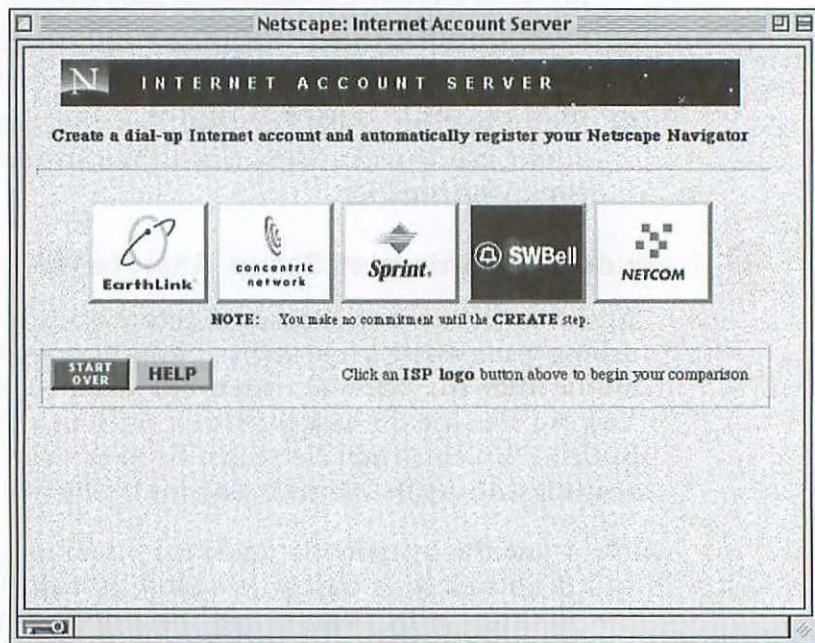 Netscape: Internet Account Server
N INTERNET ACCOUNT SERVER
Create a dial-up Internet account and automatically register your Netscape Navigator
EarthLink
concentric
network
Sprint.
SWBell
NETCOM
NOTE: You make no commitment until the CREATE step.
START
OVER
HELP
Click an ISP logo button above to begin your comparison